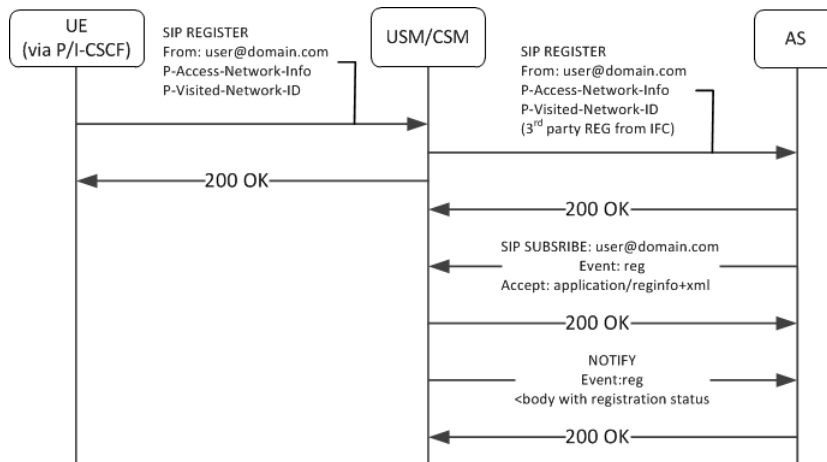 UE
(via P/I-CSCF)
USM/CSM
AS
SIP REGISTER
From: user@domain.com
P-Access-Network-Info
P-Visited-Network-ID
SIP REGISTER
From: user@domain.com
P-Access-Network-Info
P-Visited-Network-ID
(3rd party REG from IFC)
200 OK
200 OK
SIP SUBSRIBE: user@domain.com
Event: reg
Accept: application/reginfo+xml
200 OK
NOTIFY
Event:reg
<body with registration status
200 OK